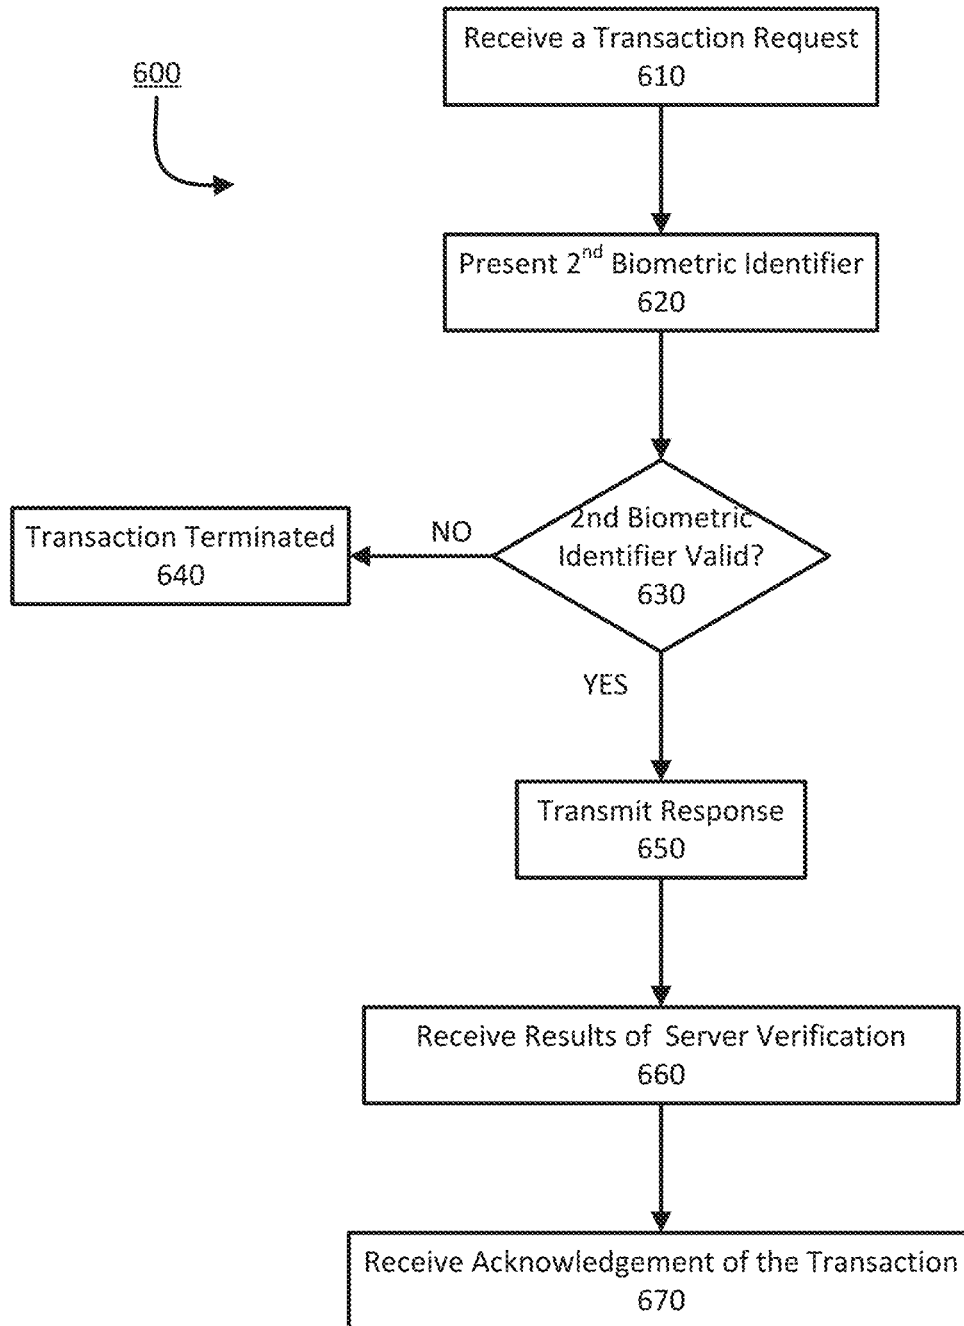 Receive a Transaction Request
610
600
Present 2nd Biometric Identifier
620
2nd Biometric
Identifier Valid?
630
NO
Transaction Terminated
640
YES
Transmit Response
650
Receive Results of Server Verification
660
Receive Acknowledgement of the Transaction
670